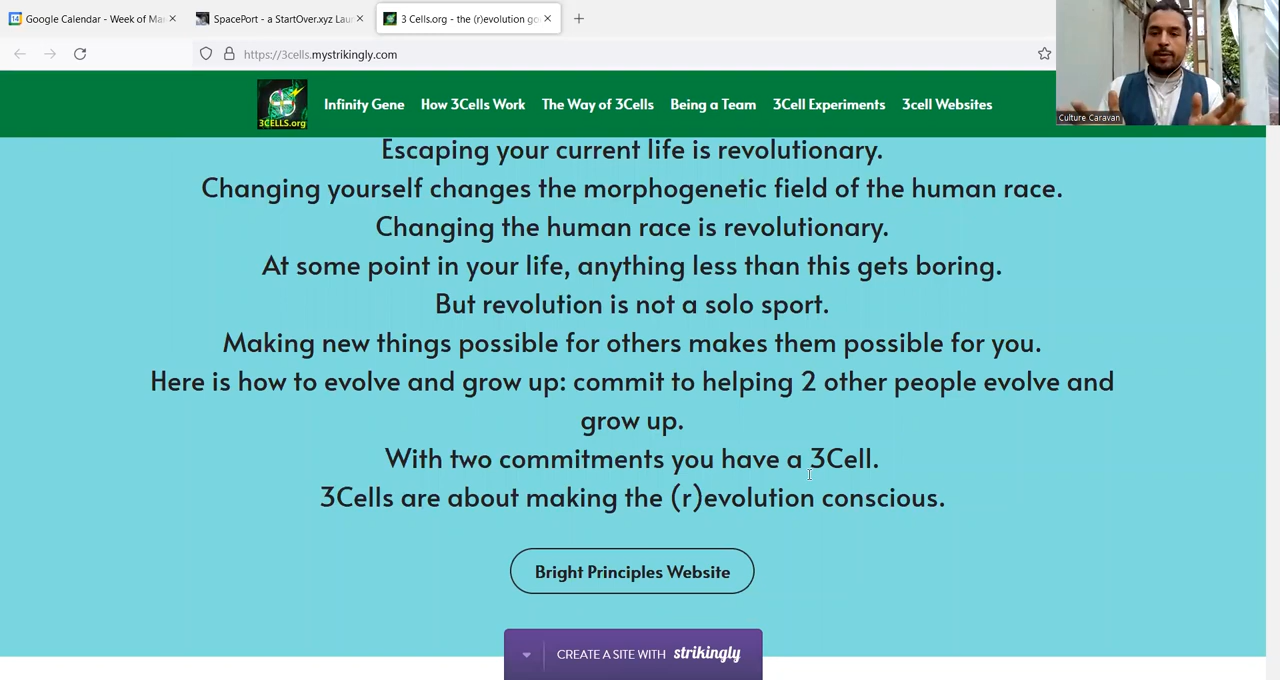 Google Calendar - Week of Ma
SpacePort - a StartOver.xyz Lau
3 Cells.org - the (r)evolution go
https://3cells.mystrikingly.com
Culture Caravan
3CELLS.org
Infinity Gene
How 3Cells Work
The Way of 3Cells
Being a Team
3Cell Experiments
3cell Websites
Escaping your current life is revolutionary.
Changing yourself changes the morphogenetic field of the human race.
Changing the human race is revolutionary.
At some point in your life, anything less than this gets boring.
But revolution is not a solo sport.
Making new things possible for others makes them possible for you.
Here is how to evolve and grow up: commit to helping 2 other people evolve and
grow up.
With two commitments you have a 3Cell.
3Cells are about making the (r)evolution conscious.
Bright Principles Website
CREATE A SITE WITH strikingly